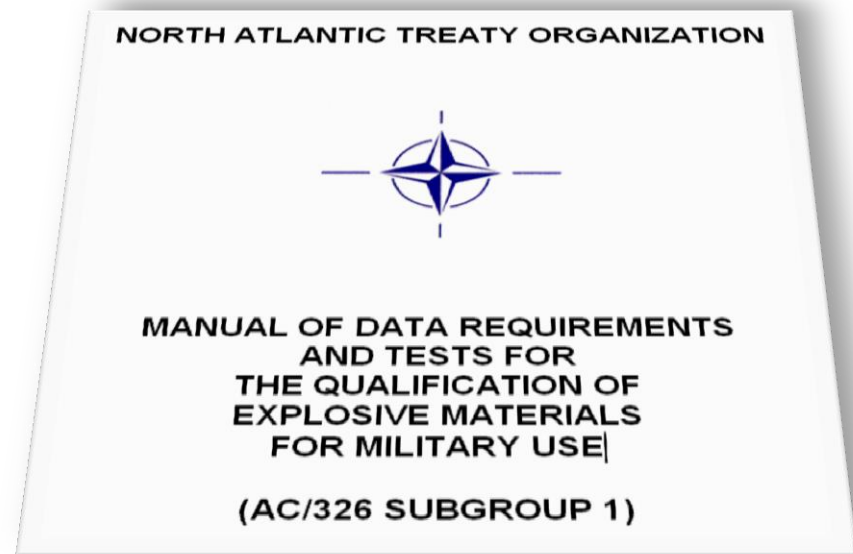 NORTH ATLANTIC TREATY ORGANIZATION
MANUAL OF DATA REQUIREMENTS
AND TESTS FOR
THE QUALIFICATION OF
EXPLOSIVE MATERIALS
FOR MILITARY USE
(AC/326 SUBGROUP 1)